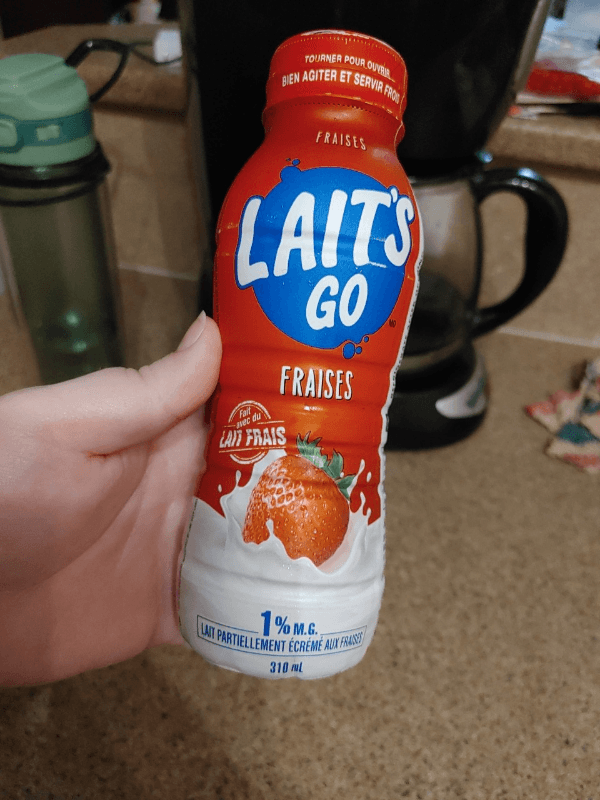 TOURNER POUR OUVRIR
BIEN AGITER ET SERVIR FROID
FRAISES
LAIT'S
GO
FRAISES
Fait
avec du
LAIT FRAIS
1% M.G.
LAIT PARTIELLEMENT ÉCRÉMÉ AUX FRAISES
310 mL